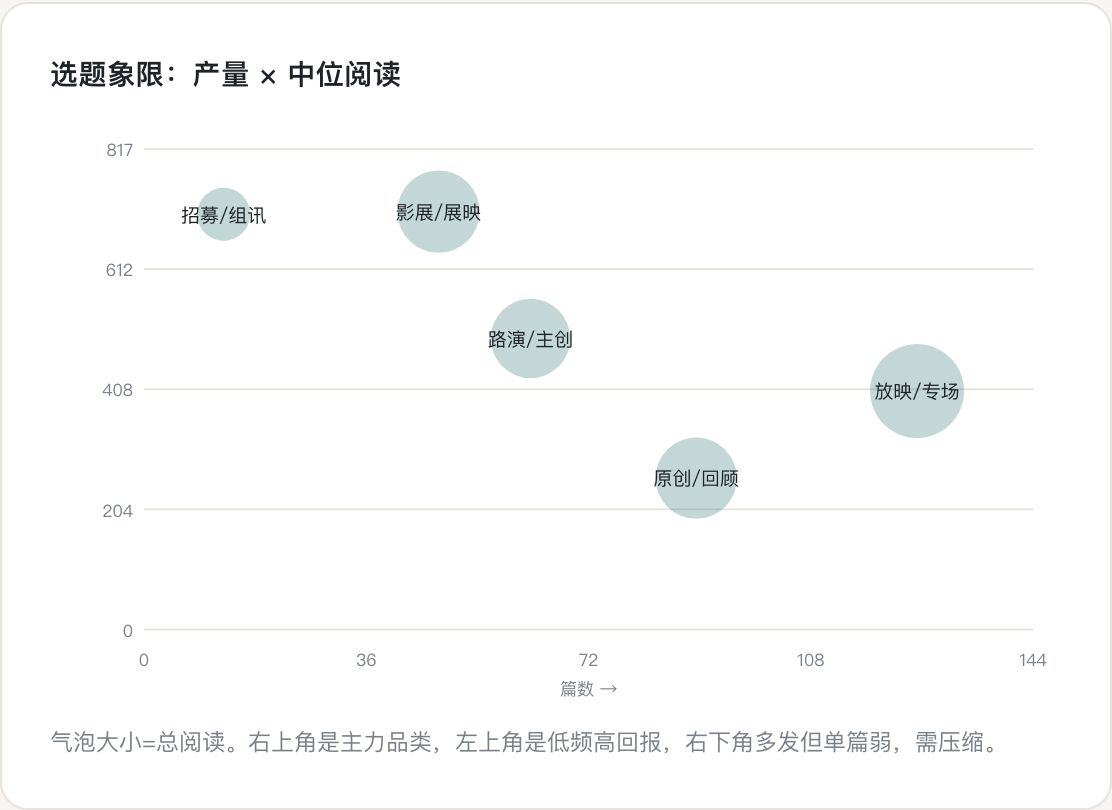 选题象限：产量 × 中位阅读
817
招募/组讯
影展/展映
612
路演/主创
408
放映/专场
原创/回顾
204
0
0 36 72 108 144
篇数 →
气泡大小=总阅读。右上角是主力品类，左上角是低频高回报，右下角多发但单篇弱，需压缩。